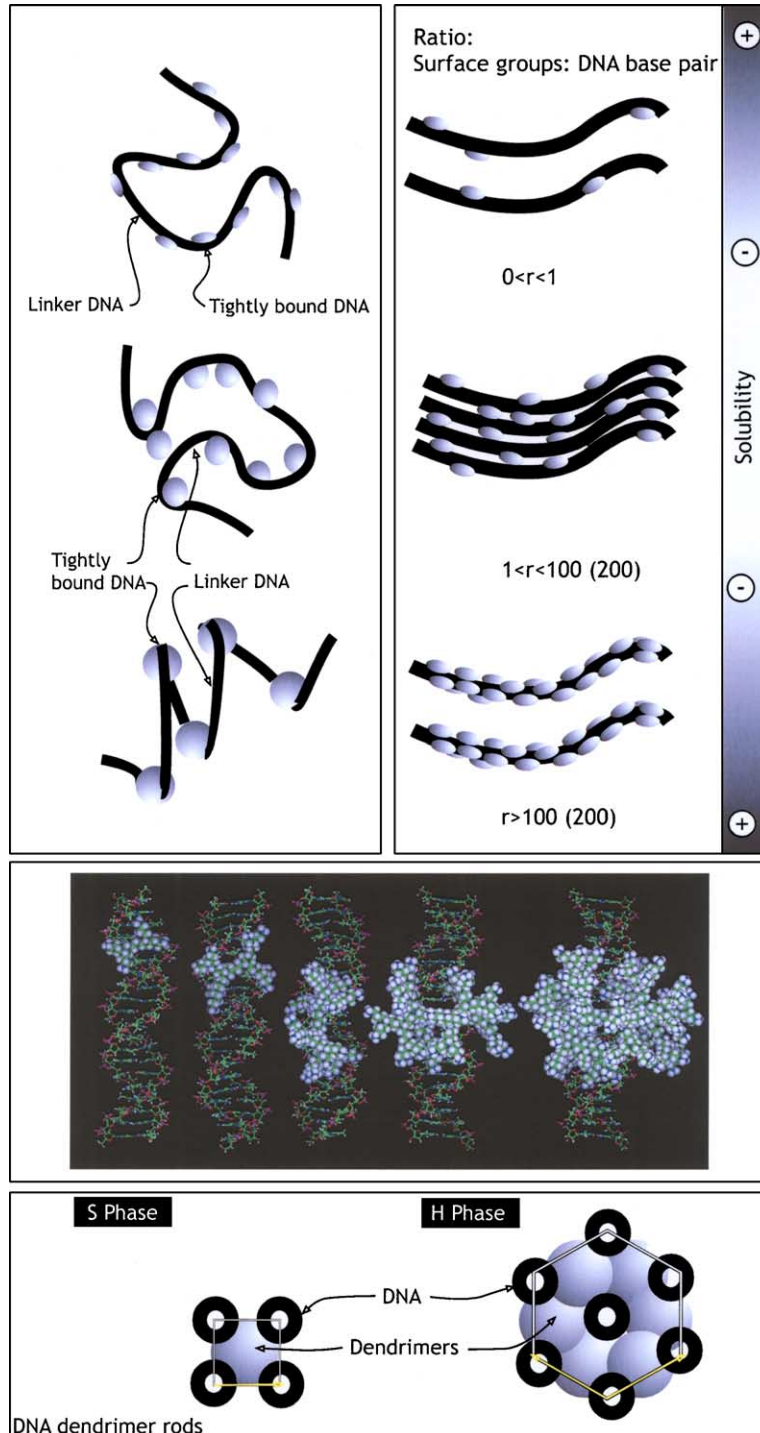 Linker DNA
Tightly bound DNA
Tightly
bound DNA
Linker DNA
Ratio:
Surface groups: DNA base pair
0<r<1
1<r<100 (200)
r>100 (200)
+
-
Solubility
-
+
S Phase
H Phase
DNA
Dendrimers
DNA dendrimer rods